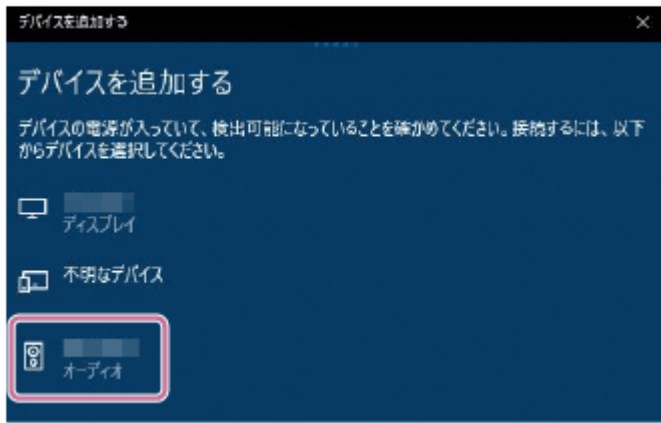 デバイスを追加する
デバイスを追加する
デバイスの電源が入っていて、検出可能になっていることを確かめてください。接続するには、以下
からデバイスを選択してください。
ディスプレイ
不明なデバイス
オーディオ